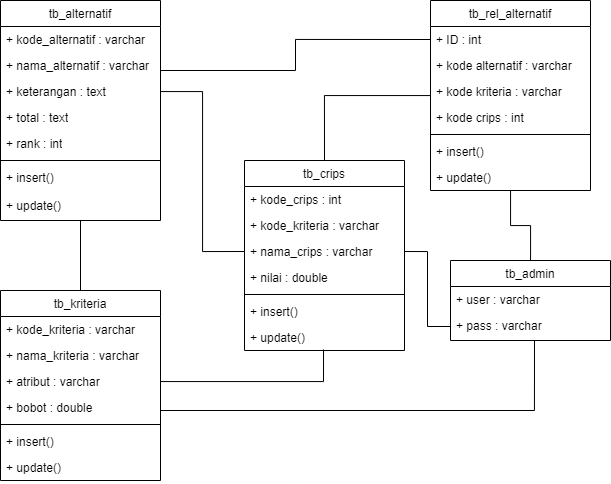 tb_alternatif
+ kode_alternatif : varchar
+ nama_alternatif : varchar
+ keterangan : text
+ total : text
+ rank : int
+ insert()
+ update()
tb_rel_alternatif
+ ID : int
+ kode alternatif : varchar
+ kode kriteria : varchar
+ kode crips : int
+ insert()
+ update()
tb_crips
+ kode_crips : int
+ kode_kriteria : varchar
+ nama_crips : varchar
+ nilai : double
+ insert()
+ update()
tb_admin
+ user : varchar
+ pass : varchar
tb_kriteria
+ kode_kriteria : varchar
+ nama_kriteria : varchar
+ atribut : varchar
+ bobot : double
+ insert()
+ update()